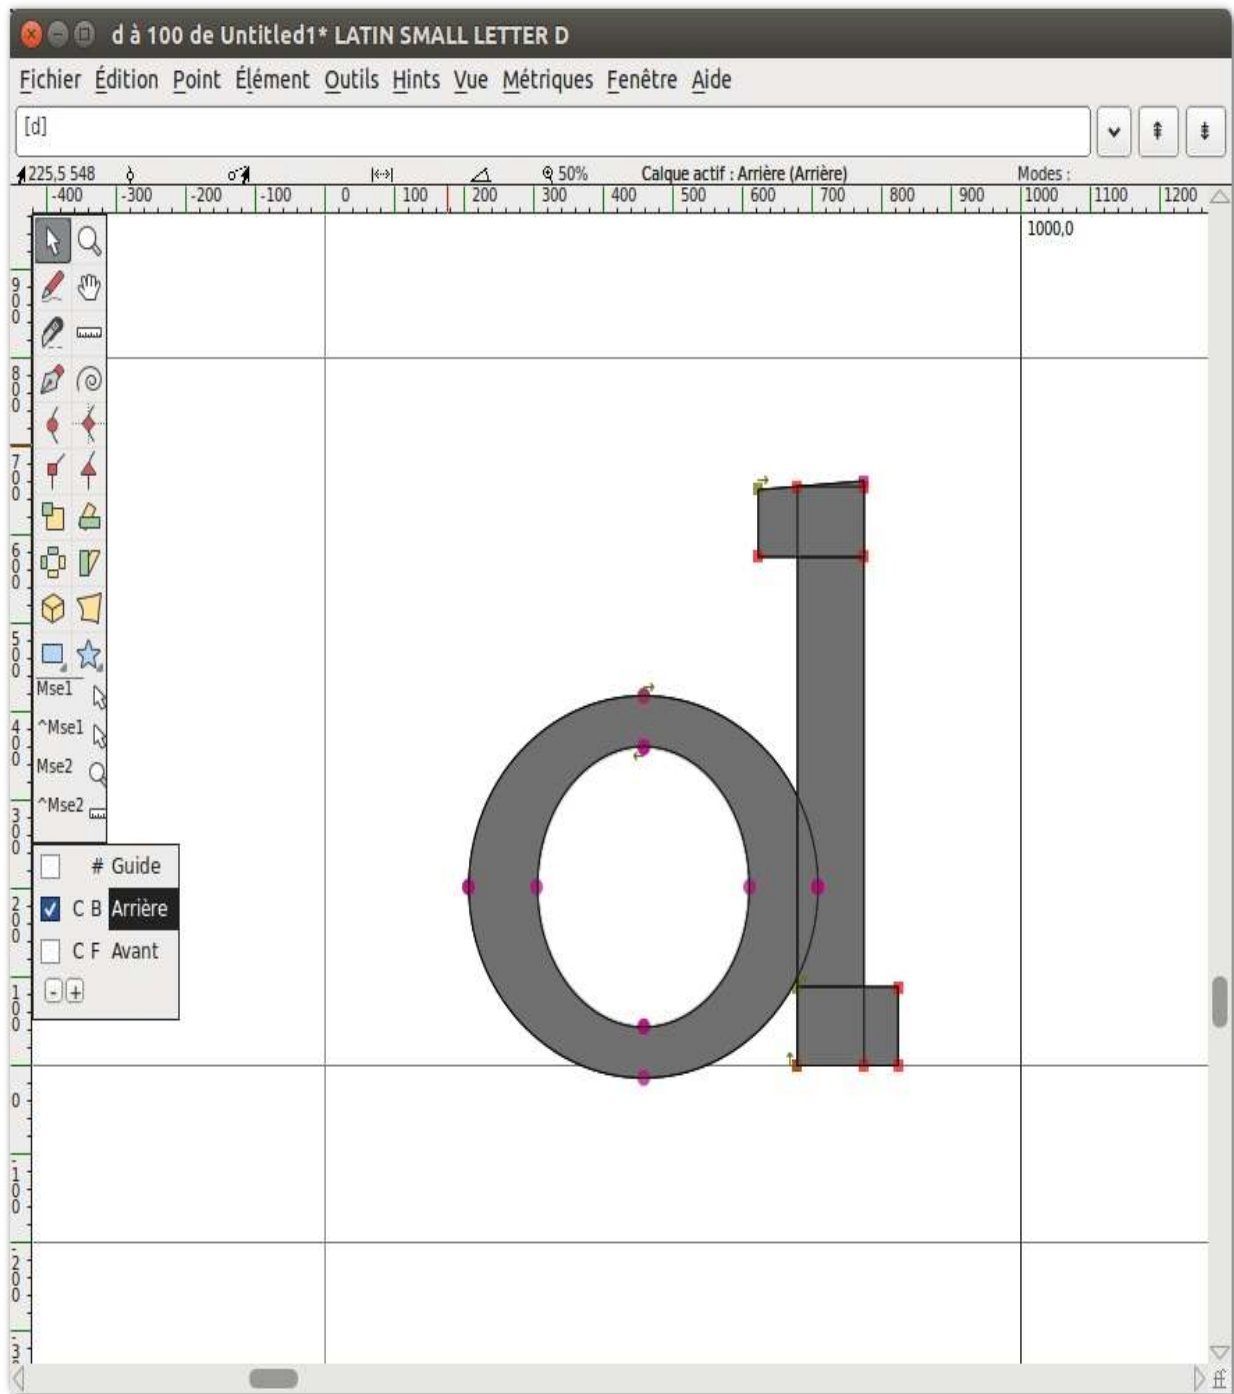 d à 100 de Untitled1* LATIN SMALL LETTER D
Fichier Édition Point Élément Outils Hints Vue Métriques Fenêtre Aide
[d]
225,5 548 50% Calque actif : Arrière (Arrière) Modes :
-400 -300 -200 -100 0 100 200 300 400 500 600 700 800 900 1000 1100 1200
1000,0
900
800
700
600
500
Mse1
^Mse1
400
Mse2
^Mse2
300
# Guide
C B Arrière
200
C F Avant
- +
100
0
-100
-200
-3
ff